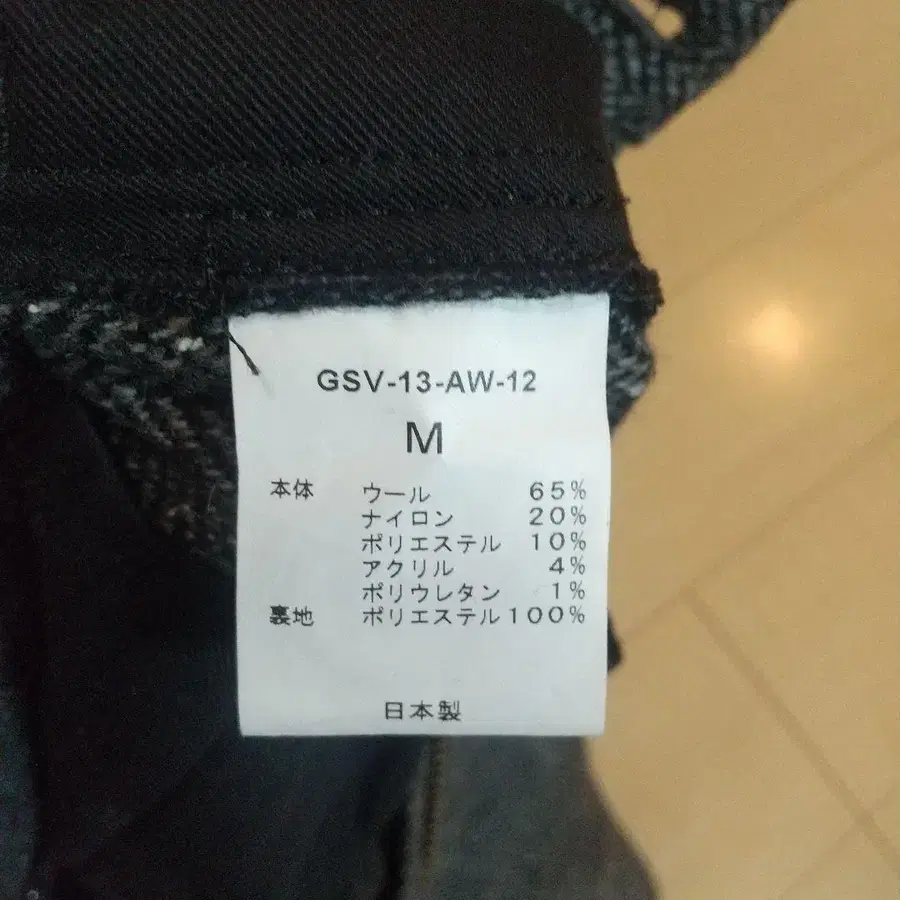 GSV-13-AW-12
M
本体 ウール 65%
ナイロン 20%
ポリエステル 10%
アクリル 4%
ポリウレタン 1%
裏地 ポリエステル100%
日本製